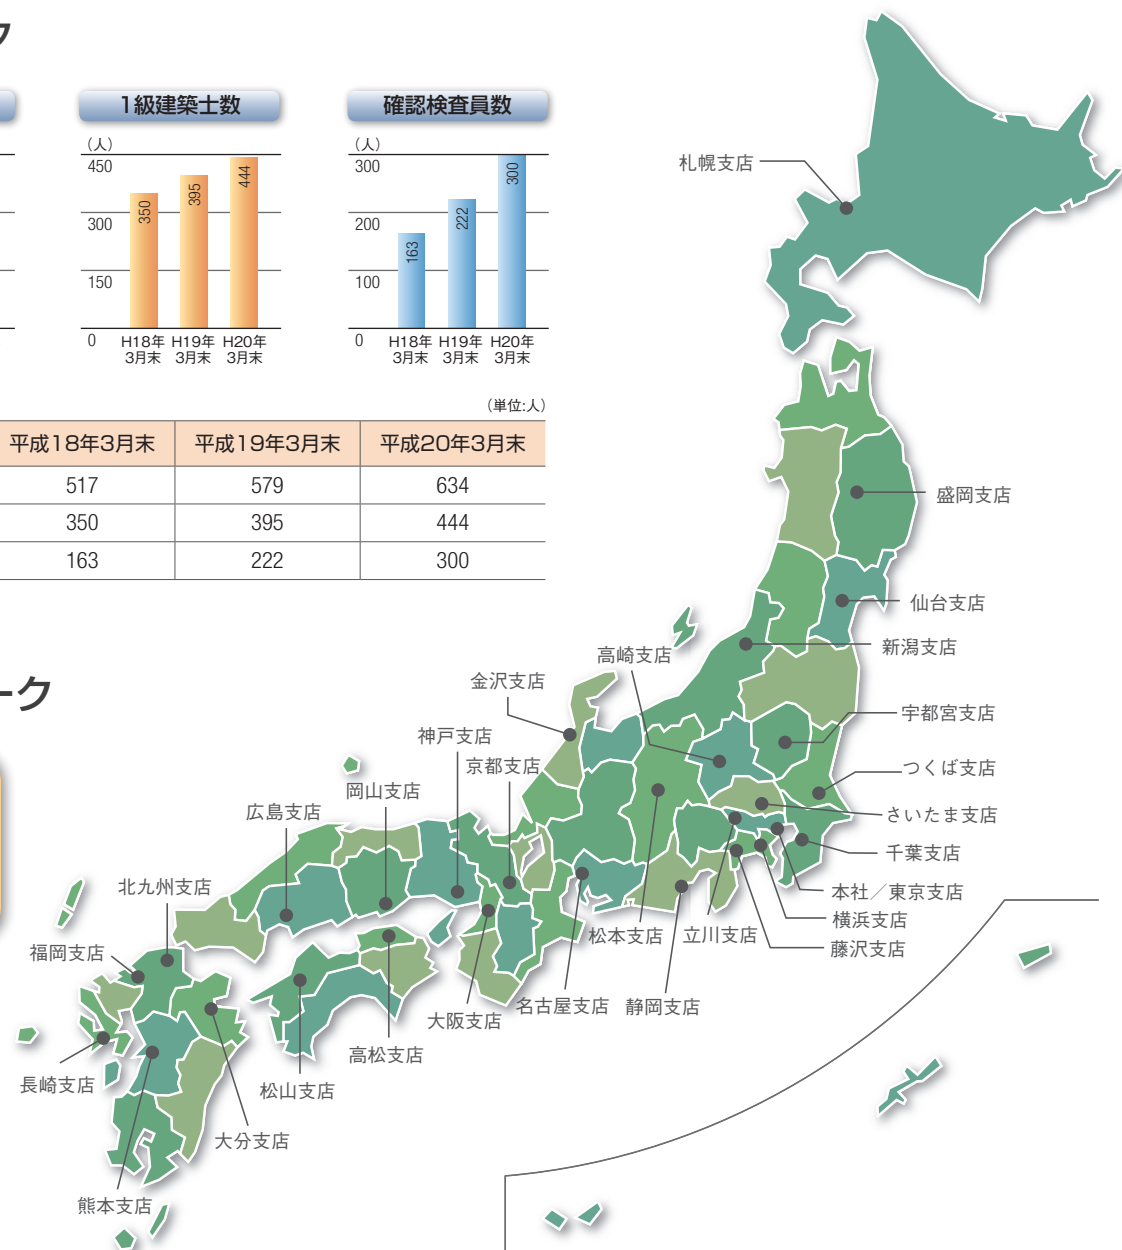 ク
1級建築士数
(人)
450
300
150
0
350
395
444
H18年
3月末
H19年
3月末
H20年
3月末
確認検査員数
(人)
300
200
100
0
163
222
300
H18年
3月末
H19年
3月末
H20年
3月末
(単位:人)
平成18年3月末 平成19年3月末 平成20年3月末
517 579 634
350 395 444
163 222 300
ーク
札幌支店
盛岡支店
仙台支店
新潟支店
高崎支店
金沢支店
宇都宮支店
神戸支店
京都支店
つくば支店
岡山支店
広島支店
さいたま支店
千葉支店
北九州支店
本社／東京支店
横浜支店
松本支店
立川支店
藤沢支店
福岡支店
名古屋支店
静岡支店
大阪支店
高松支店
長崎支店
松山支店
大分支店
熊本支店